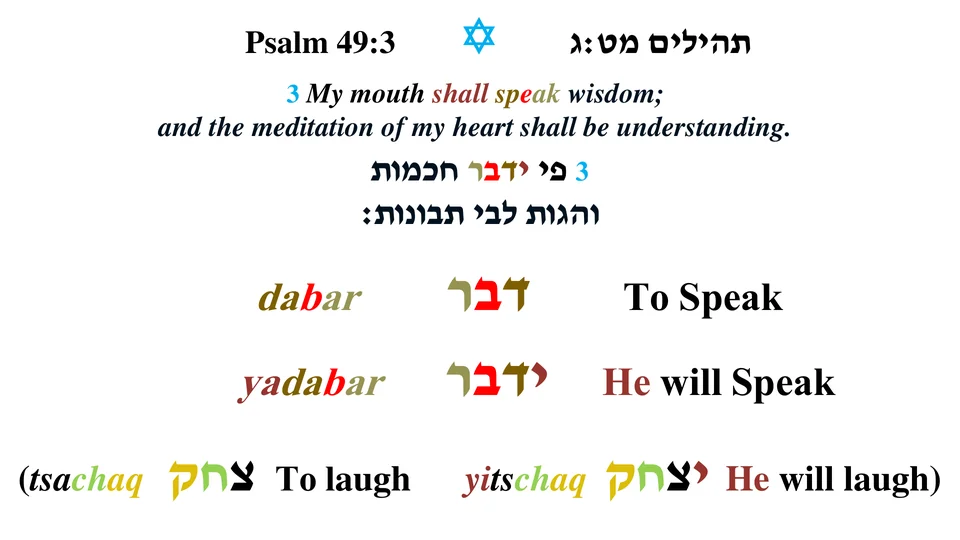 Psalm 49:3 ✡ תהילים מט:ג
3 My mouth shall speak wisdom;
and the meditation of my heart shall be understanding.
3 פי ידבר חכמות
והגות לבי תבונות:
dabar דבר To Speak
yadabar ידבר He will Speak
(tsachaq צחק To laugh yitschaq יצחק He will laugh)